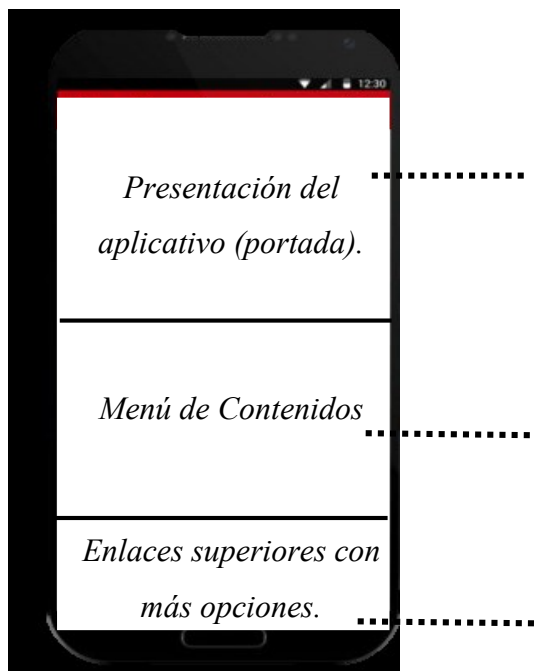 12:30
Presentación del
aplicativo (portada).
Menú de Contenidos
Enlaces superiores con
más opciones.